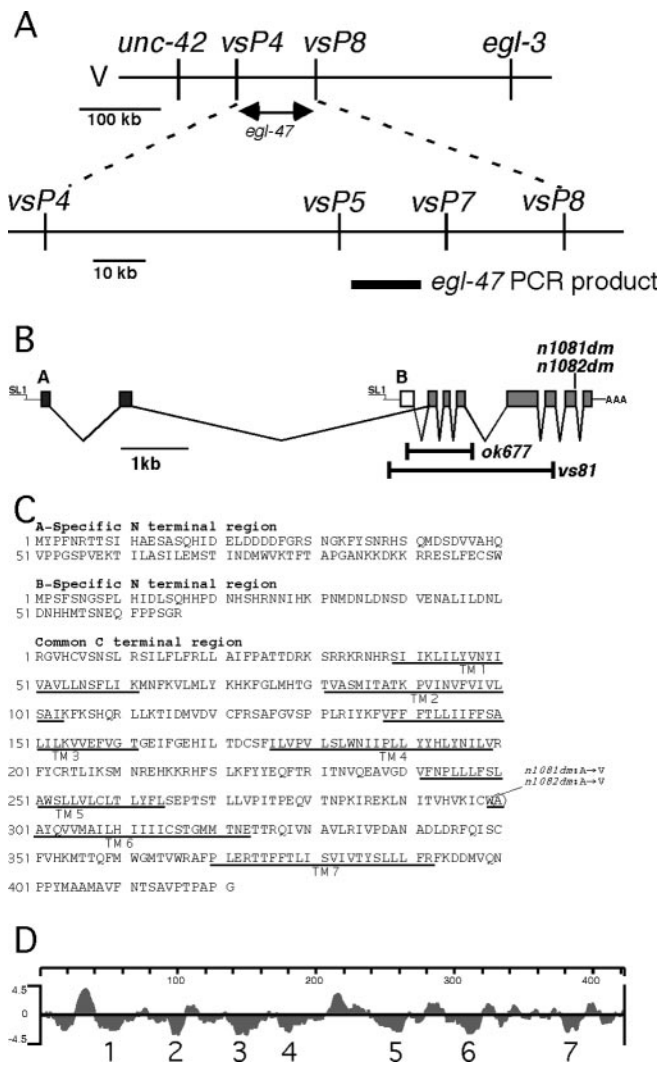 A
unc-42 vsP4 vsP8 egl-3
V
100 kb
egl-47
vsP4 vsP5 vsP7 vsP8
10 kb
egl-47 PCR product
B
n1081dm
n1082dm
SL1 A SL1 B
AAA
1kb
ok677
vs81
C
A-Specific N terminal region
1 MYPFNRTTSI HAESASQHID ELDDDDFGRS NGKFYSNRHS QMDSDVVAHQ
51 VPPGSPVEKT ILASILEMST INDMWVKTFT APGANKKDKK RRESLFECSW
B-Specific N terminal region
1 MPSFSNGSPL HIDLSQHHPD NHSHRNNIHK PNMDNLDNSD VENALILDNL
51 DNHHMTSNEQ FPPSGR
Common C terminal region
1 RGVHCVSNSL RSILFLFRLL AIFPATTDRK SRRKRNHRSI IKLILYVNYI
TM 1
51 VAVLLNSFLI KMNFKVLMLY KHKFGLMHTG TVASMITATK PVINVFVIVL
TM 2
101 SAIKFKSHQR LLKTIDMVDV CFRSAFGVSP PLRIYKFVFF FTLLIIFFSA
151 LILKVVEFVG TGEIFGEHIL TDCSFILVPV LSLWNIIPLL YYHLYNILVR
TM 3 TM 4
201 FYCRTLIKSM NREHKKRHFS LKFYYEQFTR ITNVQEAVGD VFNPLLLFSL
n1081dm:A→V
n1082dm:A→V
251 AWSLLVLCLT LYFLSEPTST LLVPITPEQV TNPKIREKLN ITVHVKICWA
TM 5
301 AYQVVMAILH IIIICSTGMM TNETTRQIVN AVLRIVPDAN ADLDRFQISC
TM 6
351 FVHKMTTQFM WGMTVWRAFP LERTTFFTLI SVIVTYSLLL FRFKDDMVQN
TM 7
401 PPYMAAMAVF NTSAVPTPAP G
D
100 200 300 400
4.5
0
-4.5
1 2 3 4 5 6 7